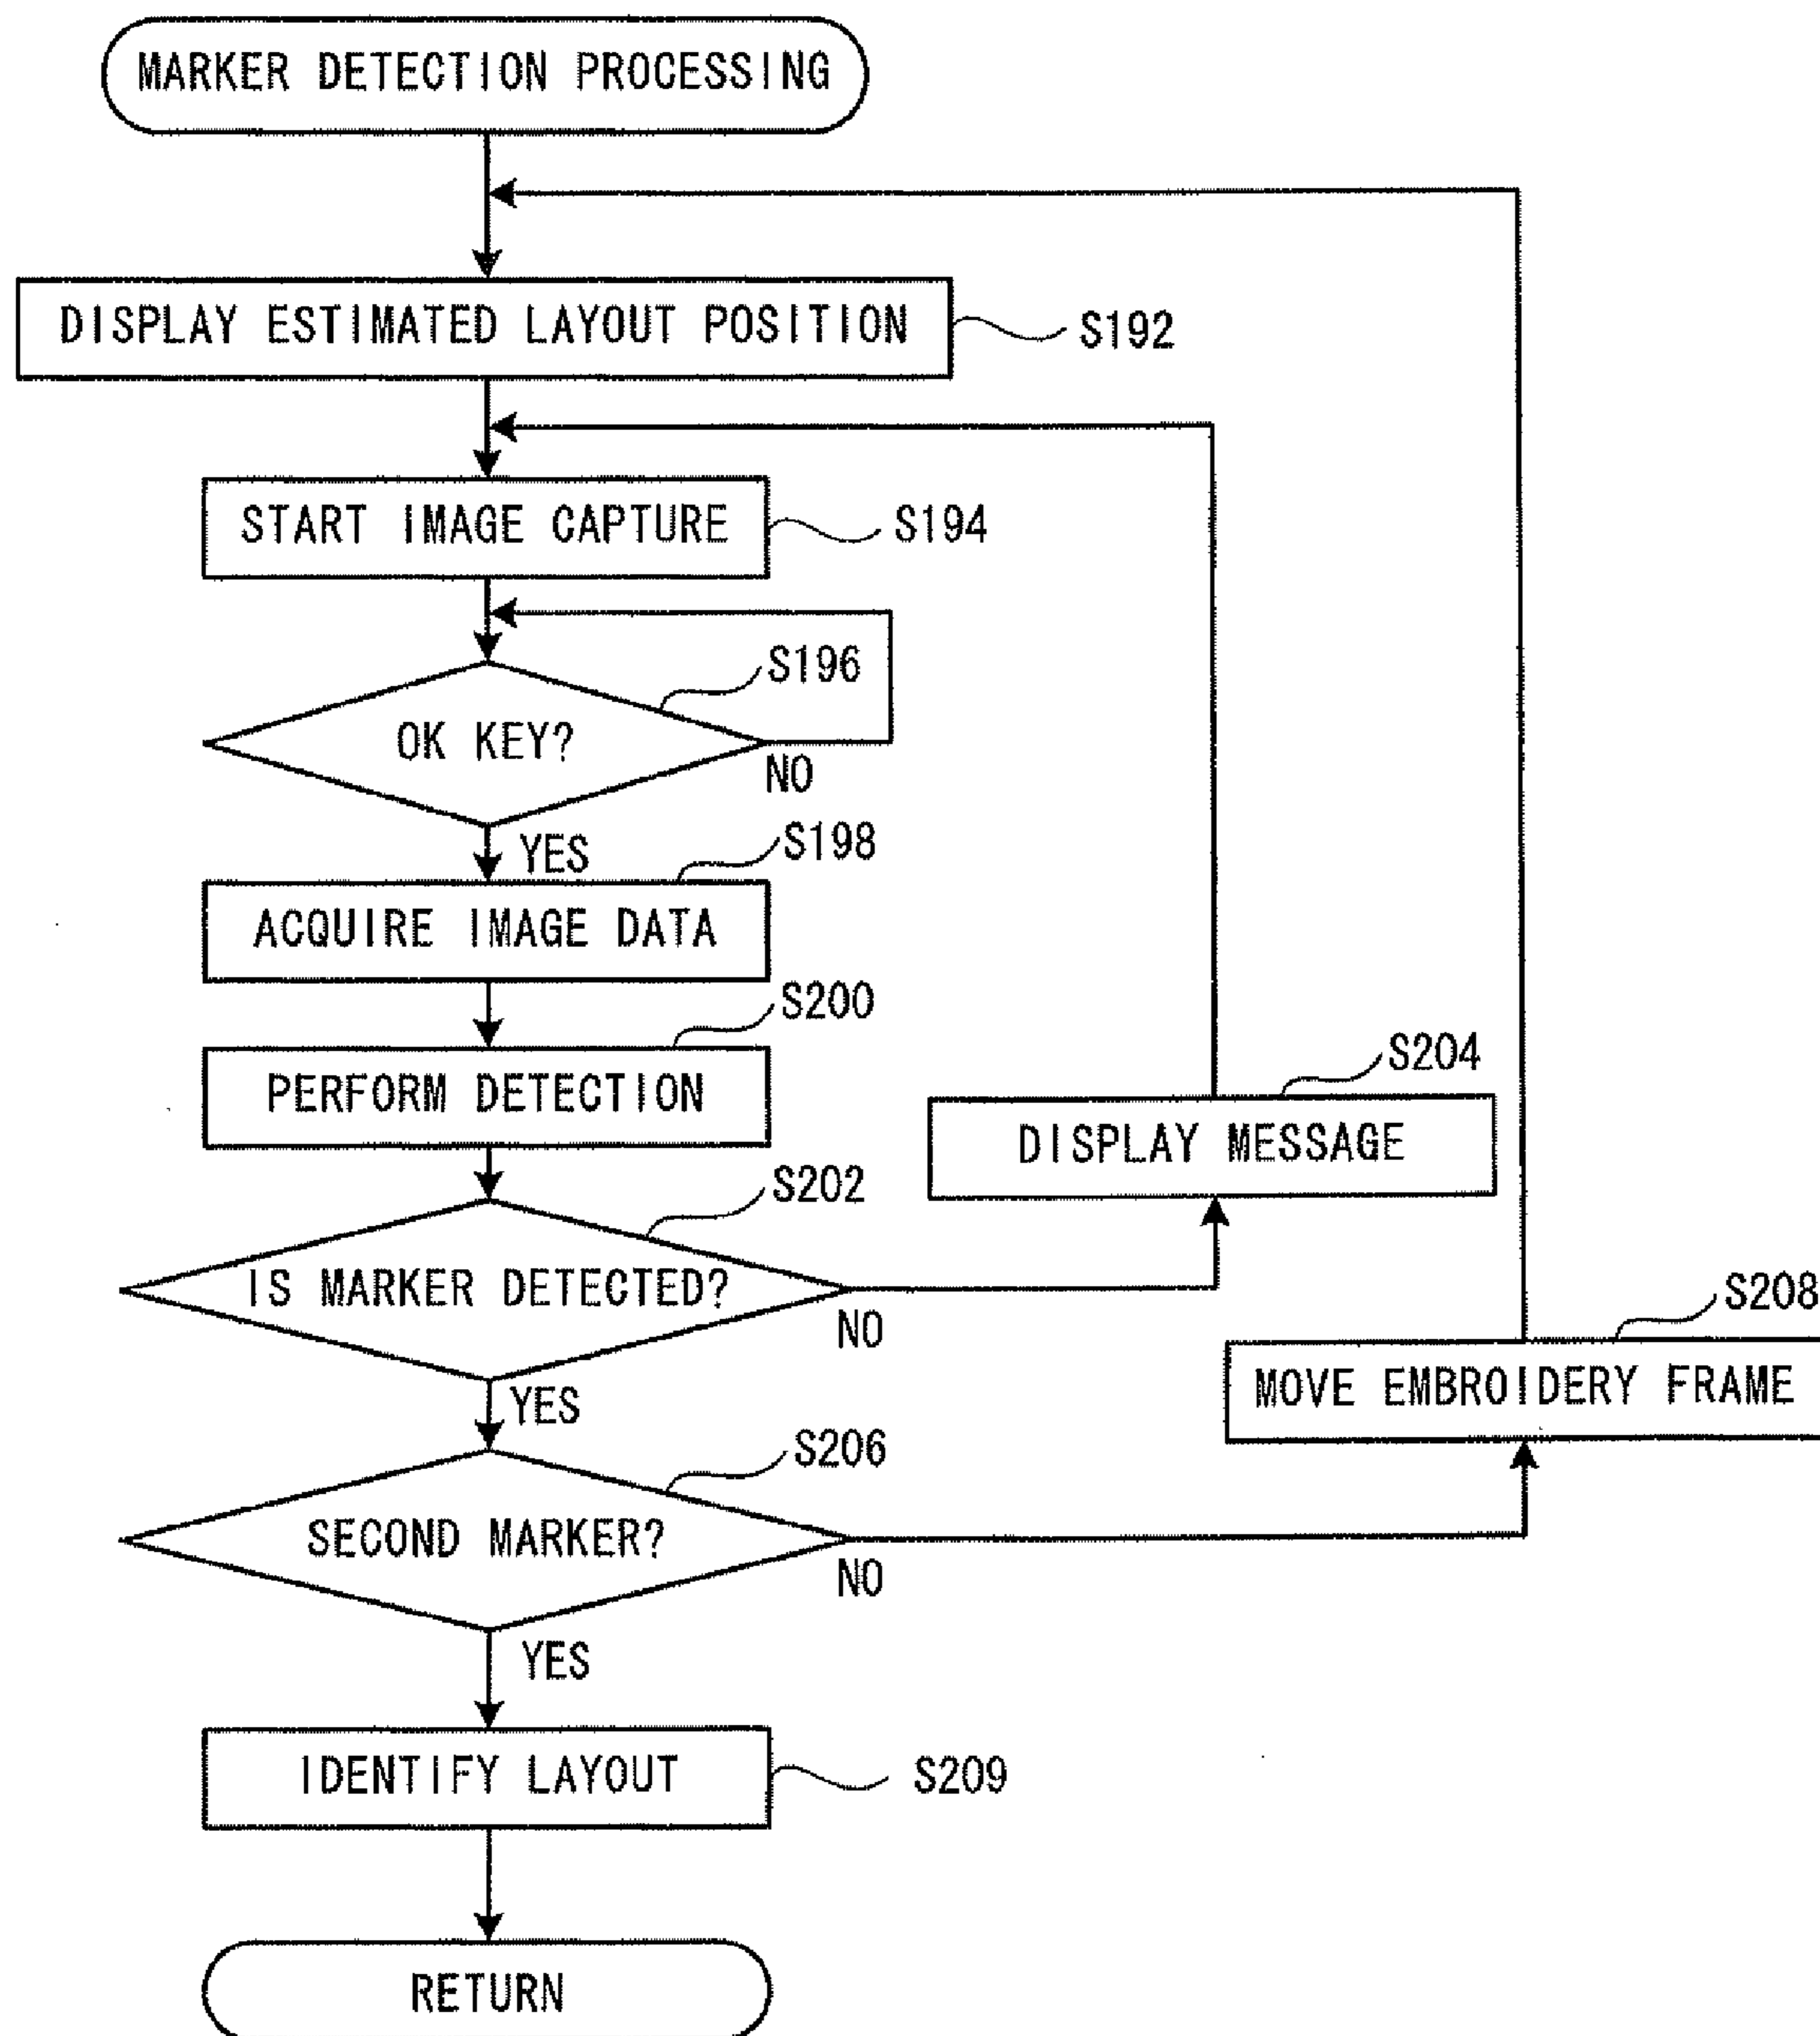 MARKER DETECTION PROCESSING
DISPLAY ESTIMATED LAYOUT POSITION
S192
START IMAGE CAPTURE
S194
S196
OK KEY?
NO
YES
S198
ACQUIRE IMAGE DATA
S200
PERFORM DETECTION
S204
DISPLAY MESSAGE
S202
IS MARKER DETECTED?
NO
YES
S208
MOVE EMBROIDERY FRAME
S206
SECOND MARKER?
NO
YES
IDENTIFY LAYOUT
S209
RETURN